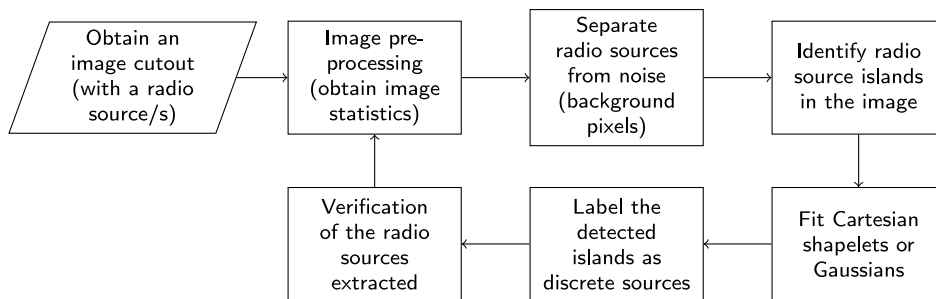 Obtain an
image cutout
(with a radio
source/s)
Image pre-
processing
(obtain image
statistics)
Separate
radio sources
from noise
(background
pixels)
Identify radio
source islands
in the image
Fit Cartesian
shapelets or
Gaussians
Label the
detected
islands as
discrete sources
Verification
of the radio
sources
extracted